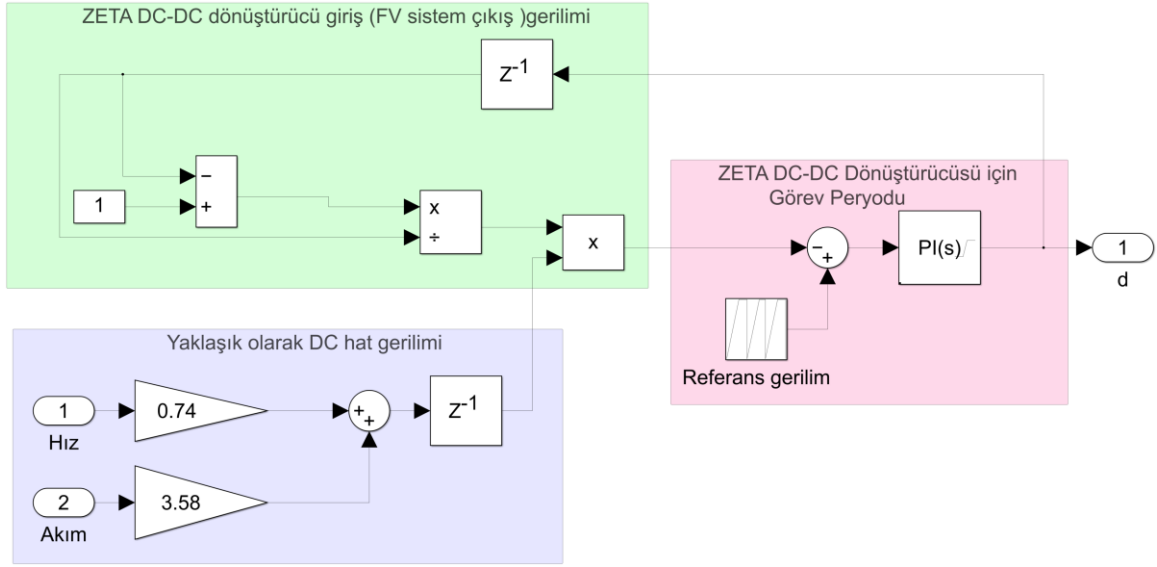 ZETA DC-DC dönüştürücü giriş (FV sistem çıkış )gerilimi
Z-1
−
+
1
x
÷
x
ZETA DC-DC Dönüştürücüsü için
Görev Peryodu
−
+
PI(s)
1
d
Referans gerilim
Yaklaşık olarak DC hat gerilimi
1
Hız
0.74
+
+
Z-1
2
Akım
3.58